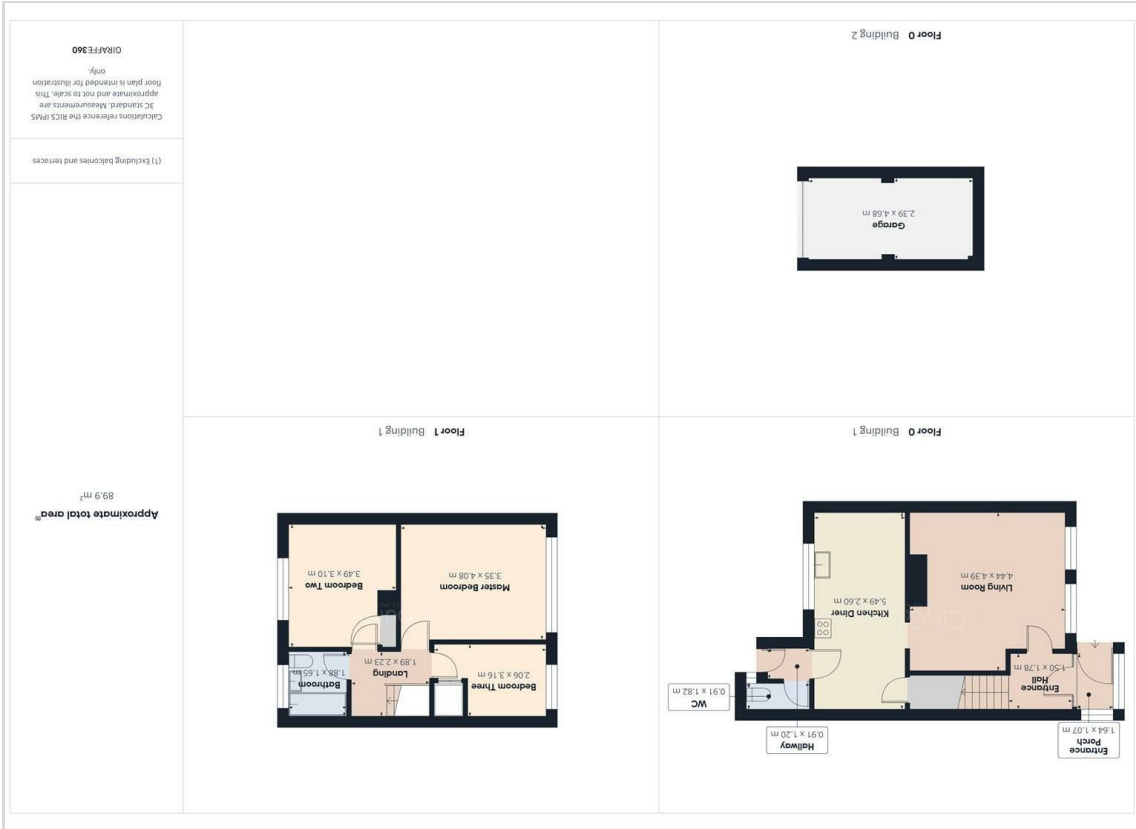 Entrance
Porch
1.64 x 1.07 m
Hallway
0.91 x 1.20 m
WC
0.91 x 1.82 m
Entrance
Hall
1.50 x 1.78 m
Living Room
4.44 x 4.39 m
Kitchen Diner
5.49 x 2.60 m
Floor 0 Building 1
Bedroom Three
2.06 x 3.16 m
Landing
1.89 x 2.23 m
Bathroom
1.88 x 1.65 m
Master Bedroom
3.35 x 4.08 m
Bedroom Two
3.49 x 3.10 m
Floor 1 Building 1
Approximate total area(1)
89.9 m²
Garage
2.39 x 4.68 m
Floor 0 Building 2
(1) Excluding balconies and terraces
Calculations reference the RICS IPMS
3C standard. Measurements are
approximate and not to scale. This
floor plan is intended for illustration
only.
GIRAFFE360